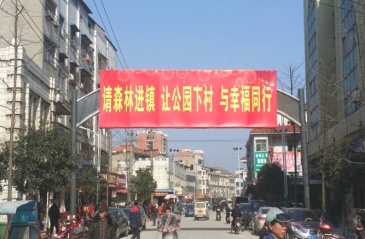 请森林进镇 让公园下村 与幸福同行